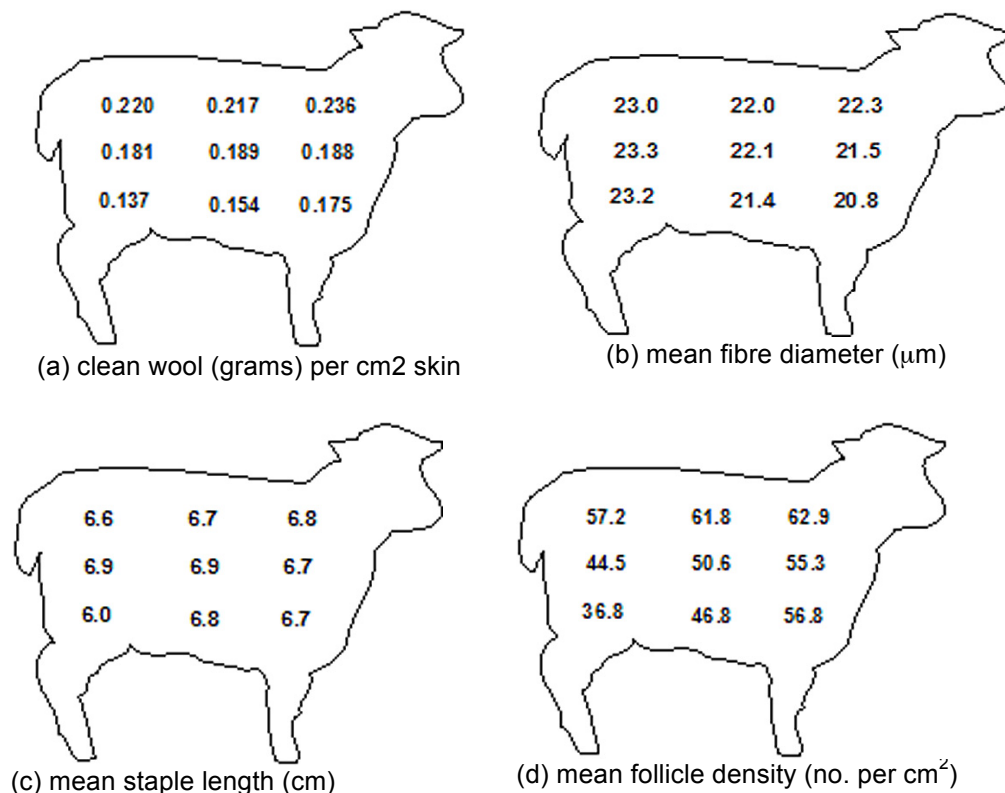 0.220 0.217 0.236
0.181 0.189 0.188
0.137 0.154 0.175
(a) clean wool (grams) per cm2 skin
23.0 22.0 22.3
23.3 22.1 21.5
23.2 21.4 20.8
(b) mean fibre diameter (μm)
6.6 6.7 6.8
6.9 6.9 6.7
6.0 6.8 6.7
(c) mean staple length (cm)
57.2 61.8 62.9
44.5 50.6 55.3
36.8 46.8 56.8
(d) mean follicle density (no. per cm²)